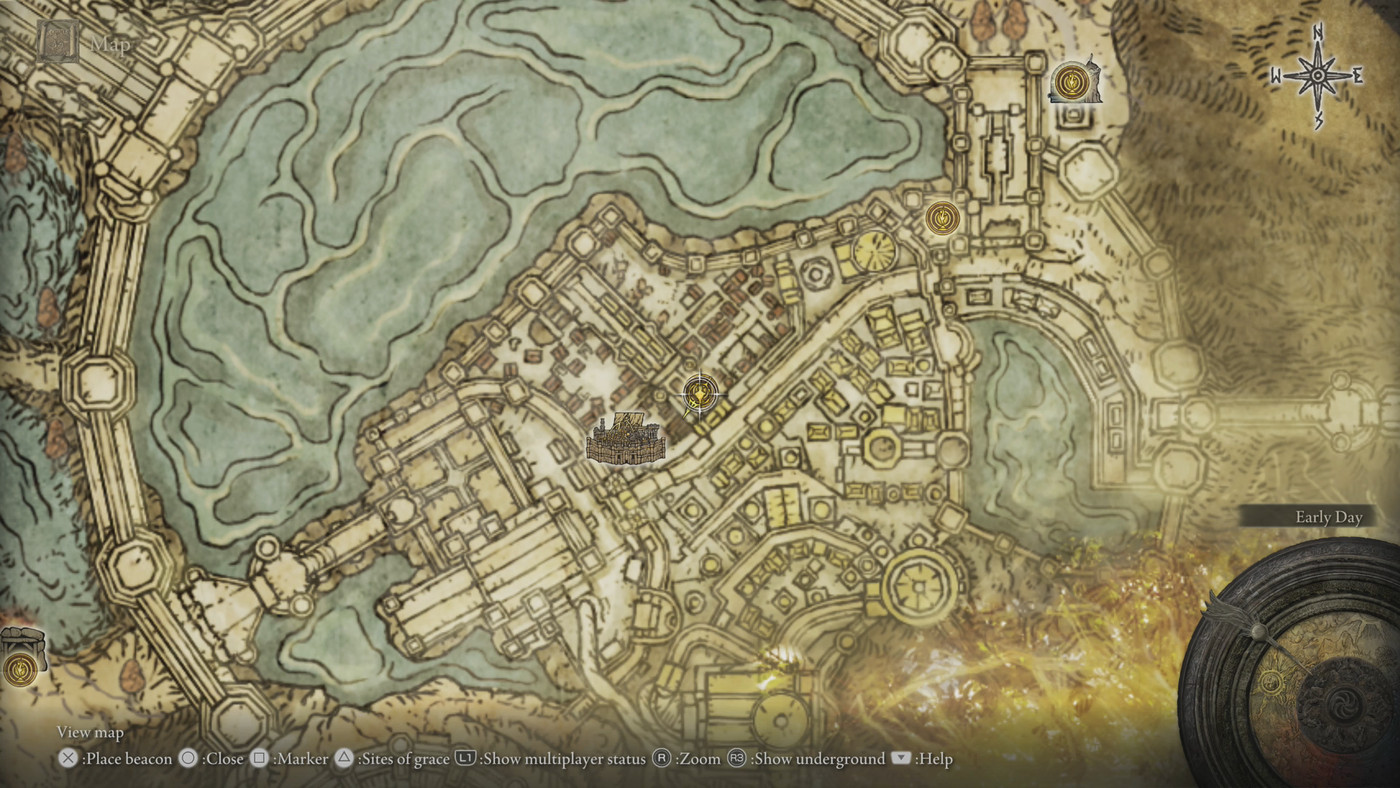 Map
N
W E
S
Early Day
View map
:Place beacon :Close :Marker :Sites of grace L1 :Show multiplayer status R :Zoom R3 :Show underground :Help